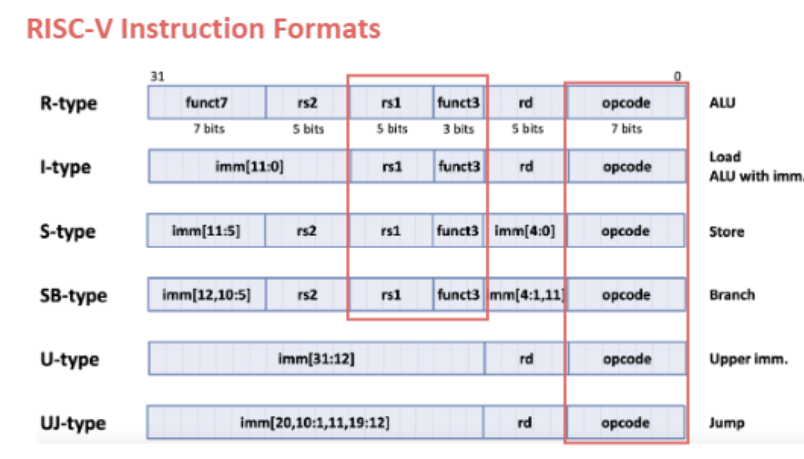 RISC-V Instruction Formats
31 0
R-type funct7 rs2 rs1 funct3 rd opcode ALU
7 bits 5 bits 5 bits 3 bits 5 bits 7 bits
I-type imm[11:0] rs1 funct3 rd opcode Load
ALU with imm.
S-type imm[11:5] rs2 rs1 funct3 imm[4:0] opcode Store
SB-type imm[12,10:5] rs2 rs1 funct3 mm[4:1,11] opcode Branch
U-type imm[31:12] rd opcode Upper imm.
UJ-type imm[20,10:1,11,19:12] rd opcode Jump